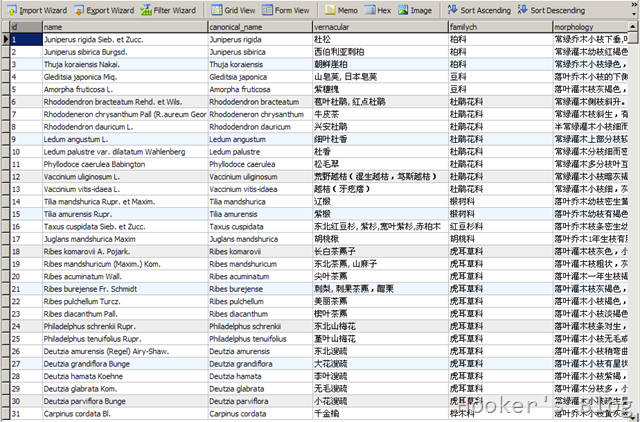 Import Wizard Export Wizard Filter Wizard Grid View Form View Memo Hex Image Sort Ascending Sort Descending
id name canonical_name vernacular familych morphology
1 Juniperus rigida Sieb. et Zucc. Juniperus rigida 杜松 柏科 常绿乔木小枝下垂,
2 Juniperus sibirica Burgsd. Juniperus sibirica 西伯利亚刺柏 柏科 常绿灌木幼枝红褐色
3 Thuja koraiensis Nakai. Thuja koraiensis 朝鲜崖柏 柏科 常绿乔木小枝绿色,
4 Gleditsia japonica Miq. Gleditsia japonica 山皂荚, 日本皂荚 豆科 落叶乔木小枝的下侧
5 Amorpha fruticosa L. Amorpha fruticosa 紫穗槐 豆科 落叶灌木枝灰褐色,
6 Rhododendron bracteatum Rehd. et Wils. Rhododendron bracteatum 苞叶杜鹃, 红点杜鹃 杜鹃花科 常绿灌木侧枝斜升。
7 Rhododeneron chrysanthum Pall (R.aureum Geor Rhododeneron chrysanthum 牛皮茶 杜鹃花科 常绿灌木枝斜生,
8 Rhododendron dauricum L. Rhododendron dauricum 兴安杜鹃 杜鹃花科 半常绿灌木小枝细
9 Ledum angustum L. Ledum angustum 细叶杜香 杜鹃花科 常绿灌木上部分枝
10 Ledum palustre var. dilatatum Wahlenberg Ledum palustre 杜香 杜鹃花科 常绿灌木分枝细
11 Phyllodoce caerulea Babington Phyllodoce caerulea 松毛翠 杜鹃花科 常绿灌木多分枝叶互
12 Vaccinium uliginosum L. Vaccinium uliginosum 荒野越桔(湿生越桔, 笃斯越桔) 杜鹃花科 落叶灌木小枝暗灰褐
13 Vaccinium vitis-idaea L. Vaccinium vitis-idaea 越桔(牙疙瘩) 杜鹃花科 常绿灌木小枝细,
14 Tilia mandshurica Rupr. et Maxim. Tilia mandshurica 辽椴 椴树科 落叶乔木幼枝密生黄
15 Tilia amurensis Rupr. Tilia amurensis 紫椴 椴树科 落叶乔木幼枝有褐色
16 Taxus cuspidata Sieb. et Zucc. Taxus cuspidata 东北红豆杉, 紫杉,宽叶紫杉,赤柏木 红豆杉科 常绿乔木枝条密生
17 Juglans mandshurica Maxim Juglans mandshurica 胡桃楸 胡桃科 落叶乔木1年生枝有
18 Ribes komarovii A. Pojark. Ribes komarovii 长白茶藨子 虎耳草科 落叶灌木枝灰色,
19 Ribes mandshuricum (Maxim.) Kom. Ribes mandshuricum 东北茶藨, 山麻子 虎耳草科 落叶灌木枝粗状,
20 Ribes acuminatum Wall. Ribes acuminatum 尖叶茶藨 虎耳草科 落叶灌木一年生枝褐
21 Ribes burejense Fr. Schmidt Ribes burejense 刺梨, 刺果茶藨, 醋栗 虎耳草科 落叶灌木枝黄褐色,
22 Ribes pulchellum Turcz. Ribes pulchellum 美丽茶藨 虎耳草科 落叶灌木小枝褐色,
23 Ribes diacanthum Pall. Ribes diacanthum 楔叶茶藨 虎耳草科 落叶灌木小枝淡褐色
24 Philadelphus schrenkii Rupr. Philadelphus schrenkii 东北山梅花 虎耳草科 落叶灌木枝条对生,
25 Philadelphus tenuifolius Rupr. Philadelphus tenuifolius 堇叶山梅花 虎耳草科 落叶灌木小枝无毛或
26 Deutzia amurensis (Regel) Airy-Shaw. Deutzia amurensis 东北溲疏 虎耳草科 落叶灌木小枝稍弯曲
27 Deutzia grandiflora Bunge Deutzia grandiflora 大花溲疏 虎耳草科 落叶灌木小枝有星状
28 Deutzia hamata Koehne Deutzia hamata 李叶溲疏 虎耳草科 落叶灌木小枝紫褐,
29 Deutzia glabrata Kom. Deutzia glabrata 无毛溲疏 虎耳草科 落叶灌木分枝多,
30 Deutzia parviflora Bunge Deutzia parviflora 小花溲疏 虎耳草科 落叶灌木小枝褐色,
31 Carpinus cordata Bl. Carpinus cordata 千金榆 桦木科 落叶乔木小枝
Hooker's Blog